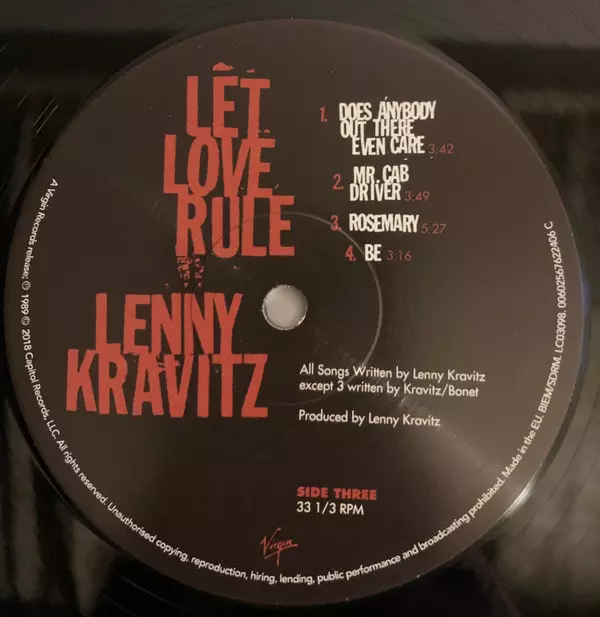 LET
LOVE
RULE
LENNY
KRAVITZ
1. DOES ANYBODY
OUT THERE
EVEN CARE 3:42
2. MR. CAB
DRIVER 3:49
3. ROSEMARY 5:27
4. BE 3:16
All Songs Written by Lenny Kravitz
except 3 written by Kravitz/Bonet
Produced by Lenny Kravitz
SIDE THREE
33 1/3 RPM
Virgin
A Virgin Records release; ℗ 1989 © 2018 Capitol Records, LLC. All rights reserved. Unauthorised copying, reproduction, hiring, lending, public performance and broadcasting prohibited. Made in the EU. BIEM/SDRM. LC03098. 00602567622406 C